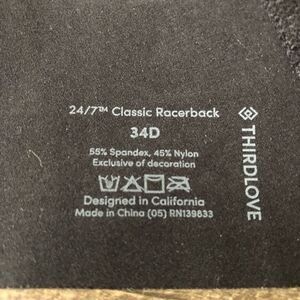 24/7™ Classic Racerback
34D
55% Spandex, 45% Nylon
Exclusive of decoration
Designed in California
Made in China (05) RN139833
THIRDLOVE